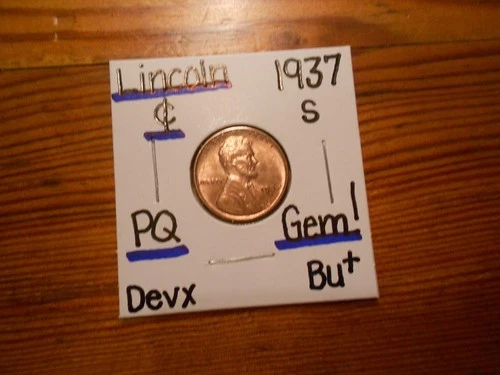 Lincoln 1937
¢ S
PQ Gem!
Devx Bu+